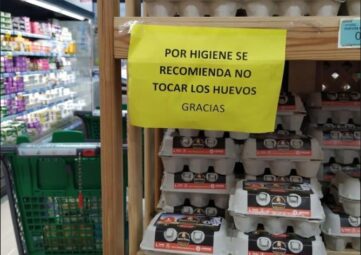 POR HIGIENE SE
RECOMIENDA NO
TOCAR LOS HUEVOS
GRACIAS